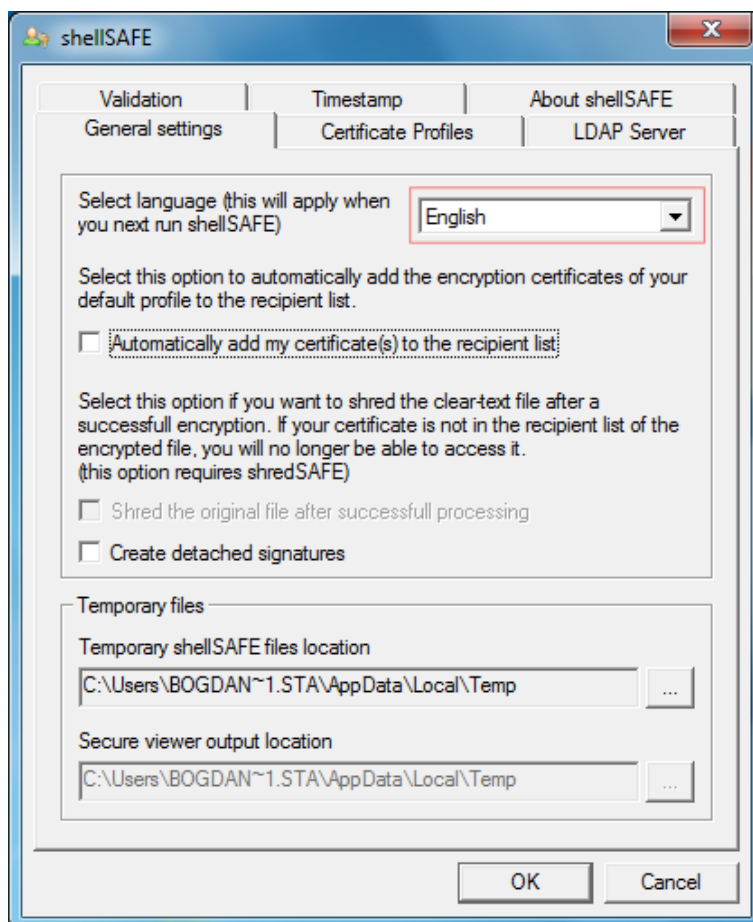 shellSAFE
Validation
Timestamp
About shellSAFE
General settings
Certificate Profiles
LDAP Server
Select language (this will apply when
you next run shellSAFE)
English
Select this option to automatically add the encryption certificates of your
default profile to the recipient list.
Automatically add my certificate(s) to the recipient list
Select this option if you want to shred the clear-text file after a
successfull encryption. If your certificate is not in the recipient list of the
encrypted file, you will no longer be able to access it.
(this option requires shredSAFE)
Shred the original file after successfull processing
Create detached signatures
Temporary files
Temporary shellSAFE files location
C:\Users\BOGDAN~1.STA\AppData\Local\Temp
...
Secure viewer output location
C:\Users\BOGDAN~1.STA\AppData\Local\Temp
...
OK
Cancel